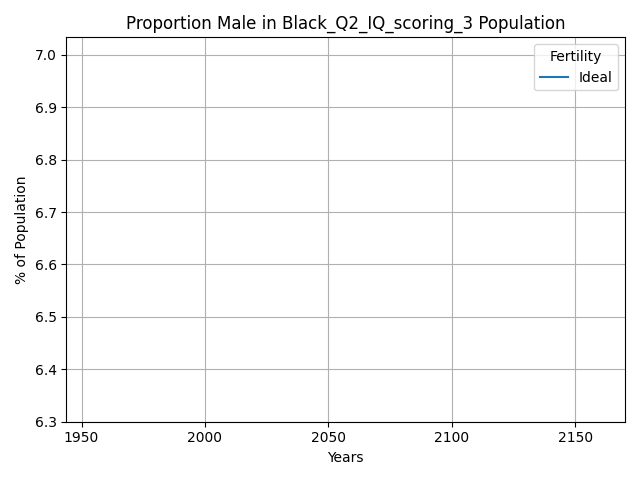 Proportion Male in Black_Q2_IQ_scoring_3 Population
Fertility
Ideal
% of Population
7.0
6.9
6.8
6.7
6.6
6.5
6.4
6.3
1950 2000 2050 2100 2150
Years